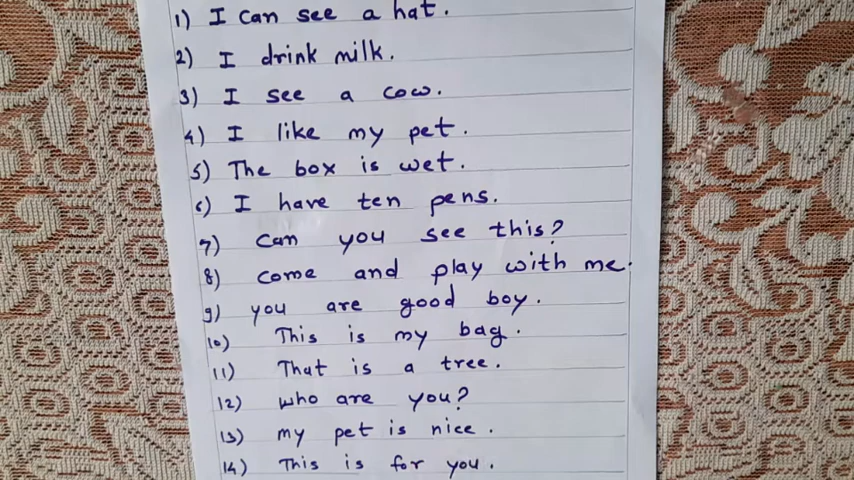 1) I can see a hat.
2) I drink milk.
3) I see a cow.
4) I like my pet.
5) The box is wet.
6) I have ten pens.
7) can you see this?
8) come and play with me.
9) you are good boy.
10) This is my bag.
11) That is a tree.
12) who are you?
13) my pet is nice.
14) This is for you.